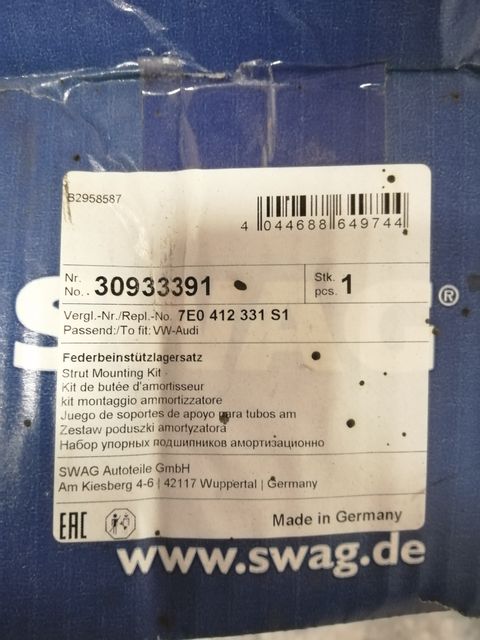 B2958587
4 044688 649744
Nr.
No. . 30933391
Stk.
pcs. 1
Vergl.-Nr./Repl.-No. 7E0 412 331 S1
Passend:/To fit: VW-Audi
Federbeinstützlagersatz
Strut Mounting Kit
Kit de butée d'amortisseur
kit montaggio ammortizzatore
Juego de soportes de apoyo para tubos am
Zestaw poduszki amortyzatora
Набор упорных подшипников амортизационно
SWAG Autoteile GmbH
Am Kiesberg 4-6 | 42117 Wuppertal | Germany
EAC
Made in Germany
SWAG®
www.swag.de